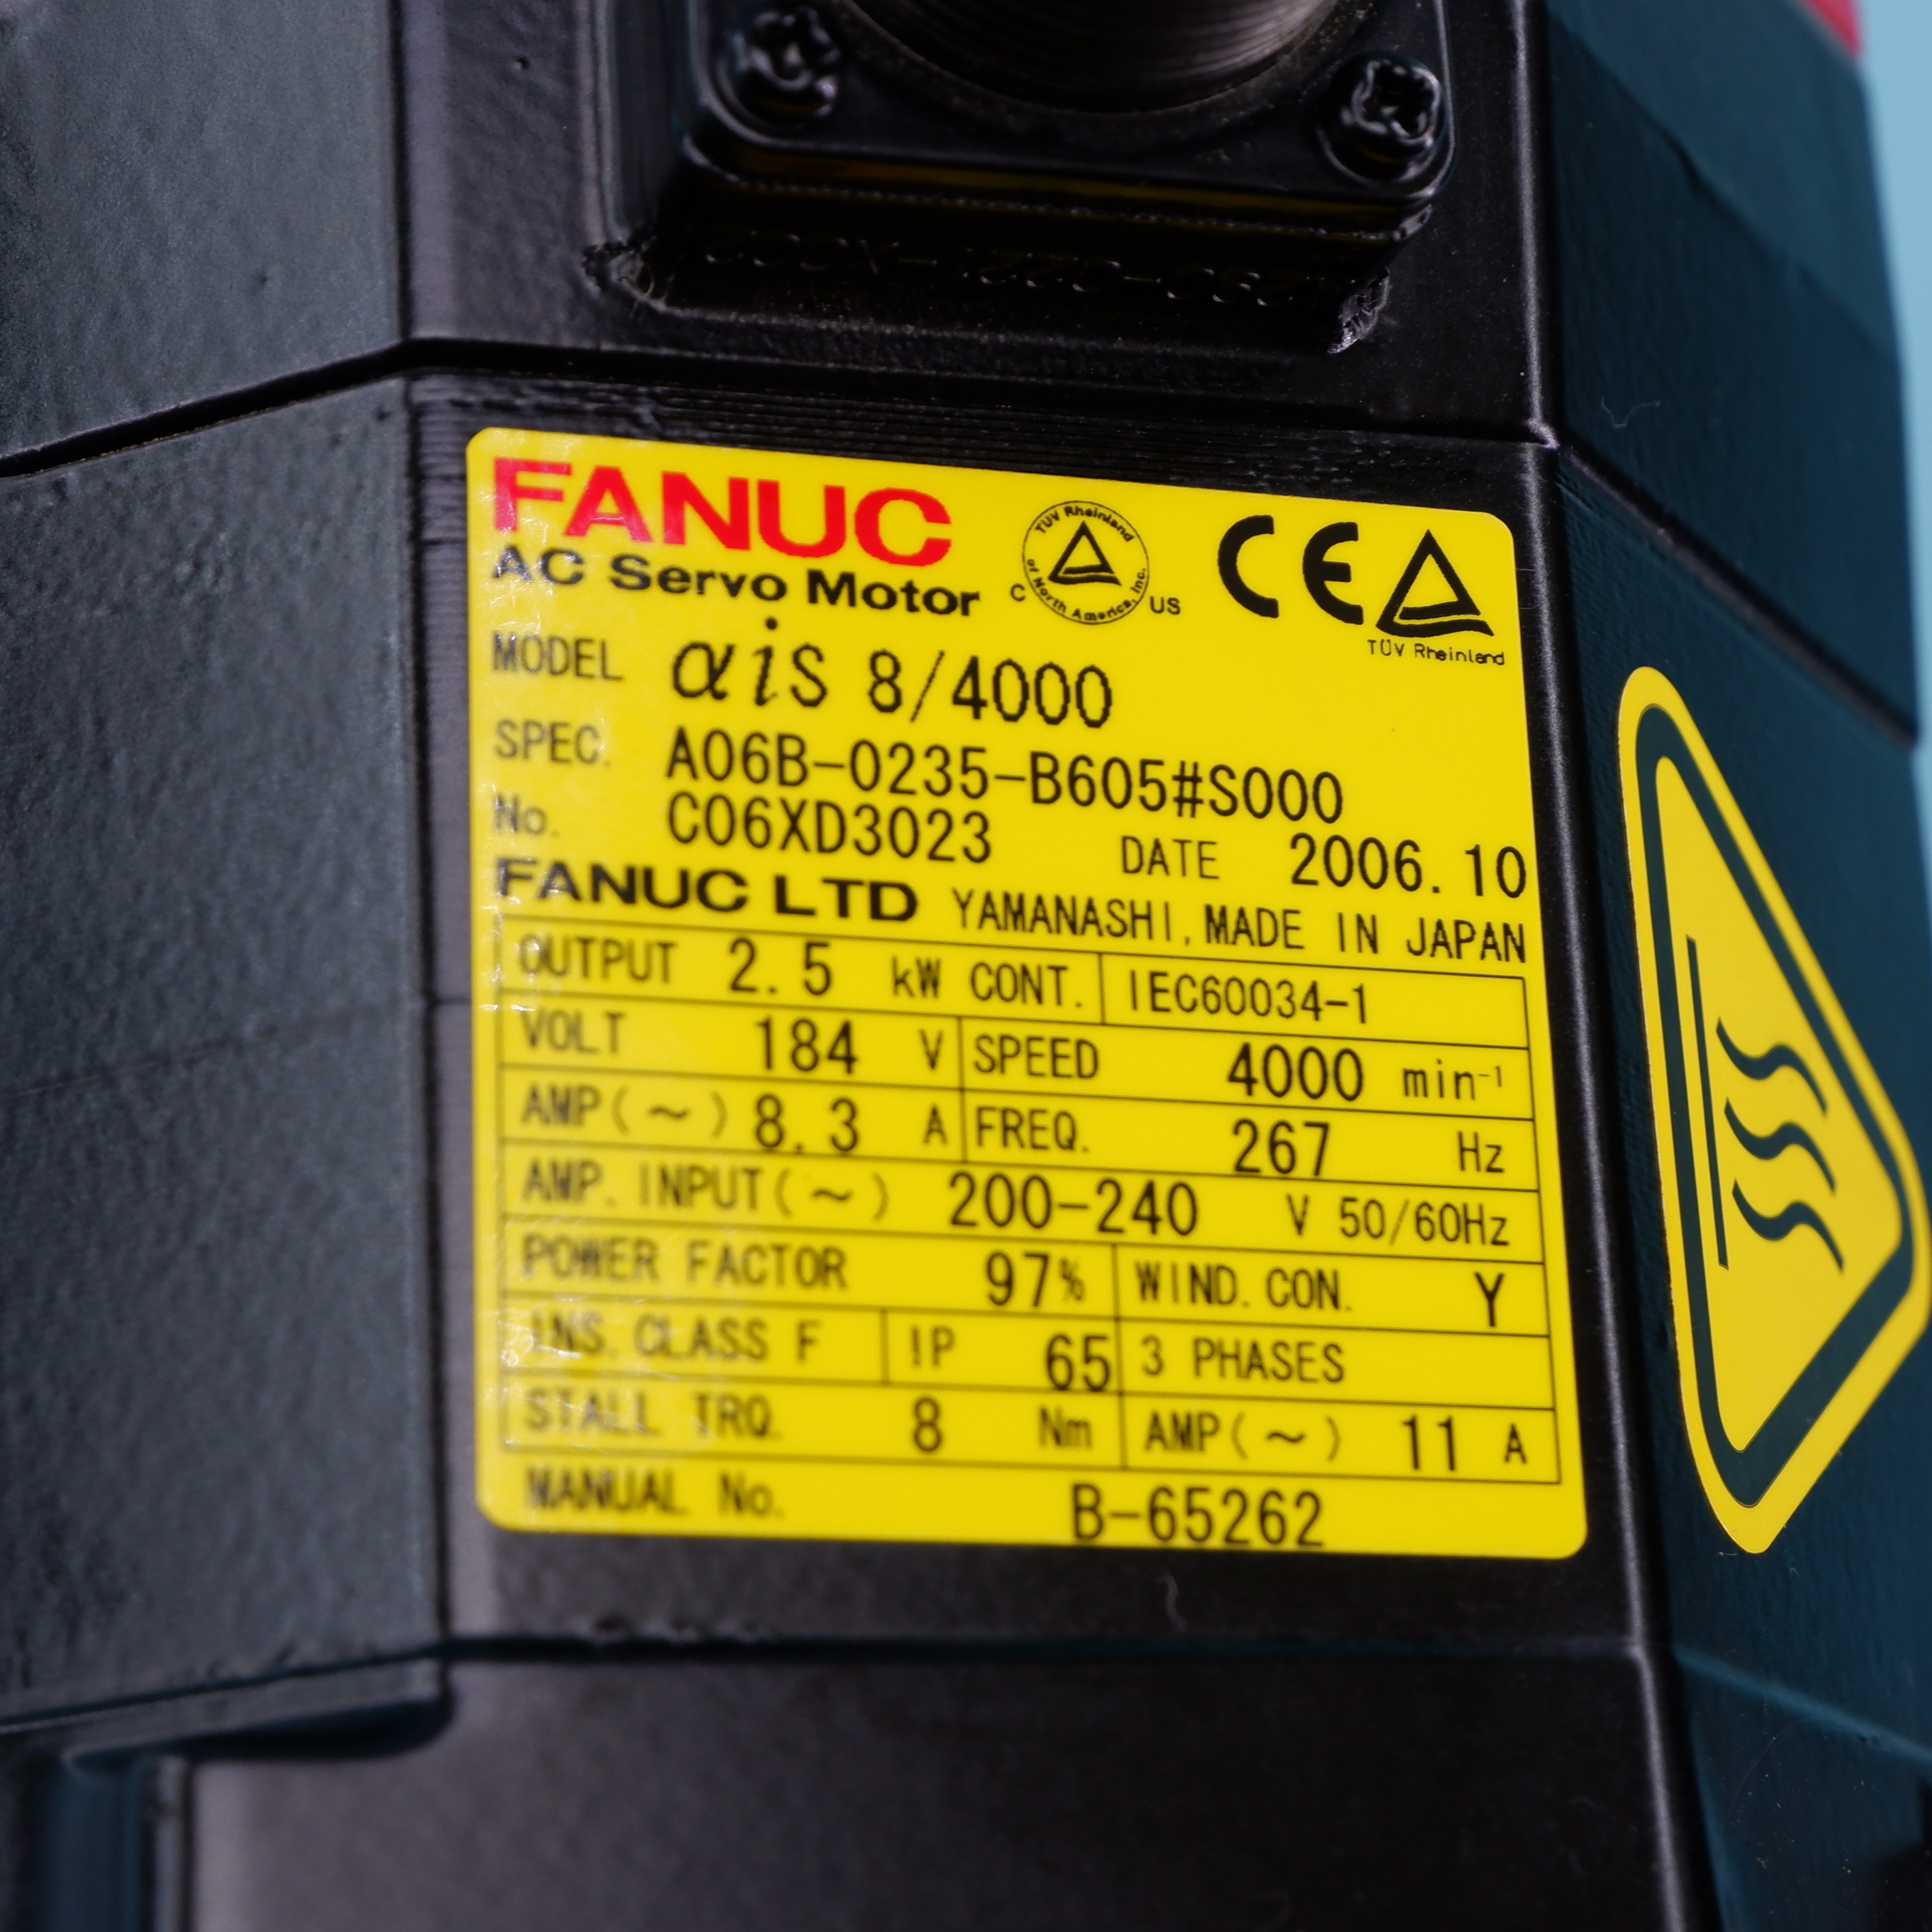 FANUC
AC Servo Motor
TÜV Rheinland
of North America, Inc.
C US
CE
TÜV Rheinland
MODEL αiS 8/4000
SPEC. A06B-0235-B605#S000
No. C06XD3023 DATE 2006.10
FANUC LTD YAMANASHI, MADE IN JAPAN
OUTPUT 2.5 kW CONT. IEC60034-1
VOLT 184 V SPEED 4000 min⁻¹
AMP(~) 8.3 A FREQ. 267 Hz
AMP. INPUT(~) 200-240 V 50/60Hz
POWER FACTOR 97% WIND. CON. Y
INS. CLASS F IP 65 3 PHASES
STALL TRQ. 8 Nm AMP(~) 11 A
MANUAL No. B-65262